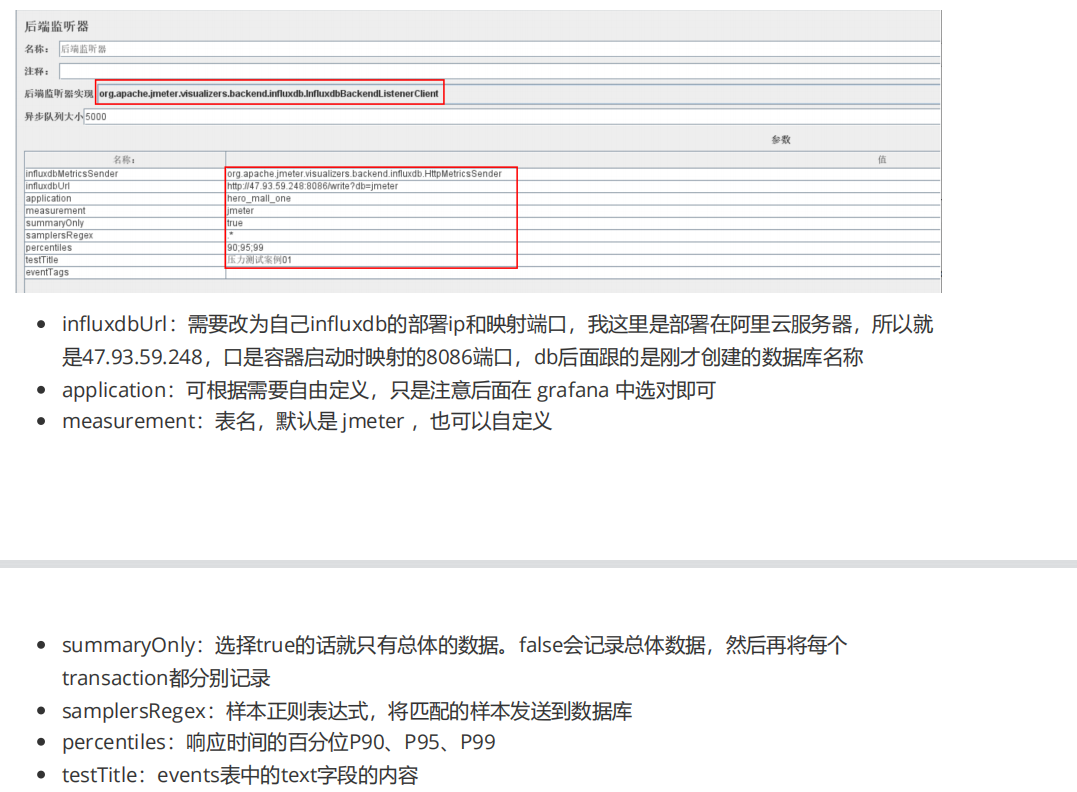 后端监听器
名称： 后端监听器
注释：
后端监听器实现 org.apache.jmeter.visualizers.backend.influxdb.InfluxdbBackendListenerClient
异步队列大小 5000
参数
名称： 值
influxdbMetricsSender org.apache.jmeter.visualizers.backend.influxdb.HttpMetricsSender
influxdbUrl http://47.93.59.248:8086/write?db=jmeter
application hero_mall_one
measurement jmeter
summaryOnly true
samplersRegex .*
percentiles 90;95;99
testTitle 压力测试案例01
eventTags
influxdbUrl：需要改为自己influxdb的部署ip和映射端口，我这里是部署在阿里云服务器，所以就
是47.93.59.248，口是容器启动时映射的8086端口，db后面跟的是刚才创建的数据库名称
application：可根据需要自由定义，只是注意后面在 grafana 中选对即可
measurement：表名，默认是 jmeter ，也可以自定义
summaryOnly：选择true的话就只有总体的数据。false会记录总体数据，然后再将每个
transaction都分别记录
samplersRegex：样本正则表达式，将匹配的样本发送到数据库
percentiles：响应时间的百分位P90、P95、P99
testTitle：events表中的text字段的内容